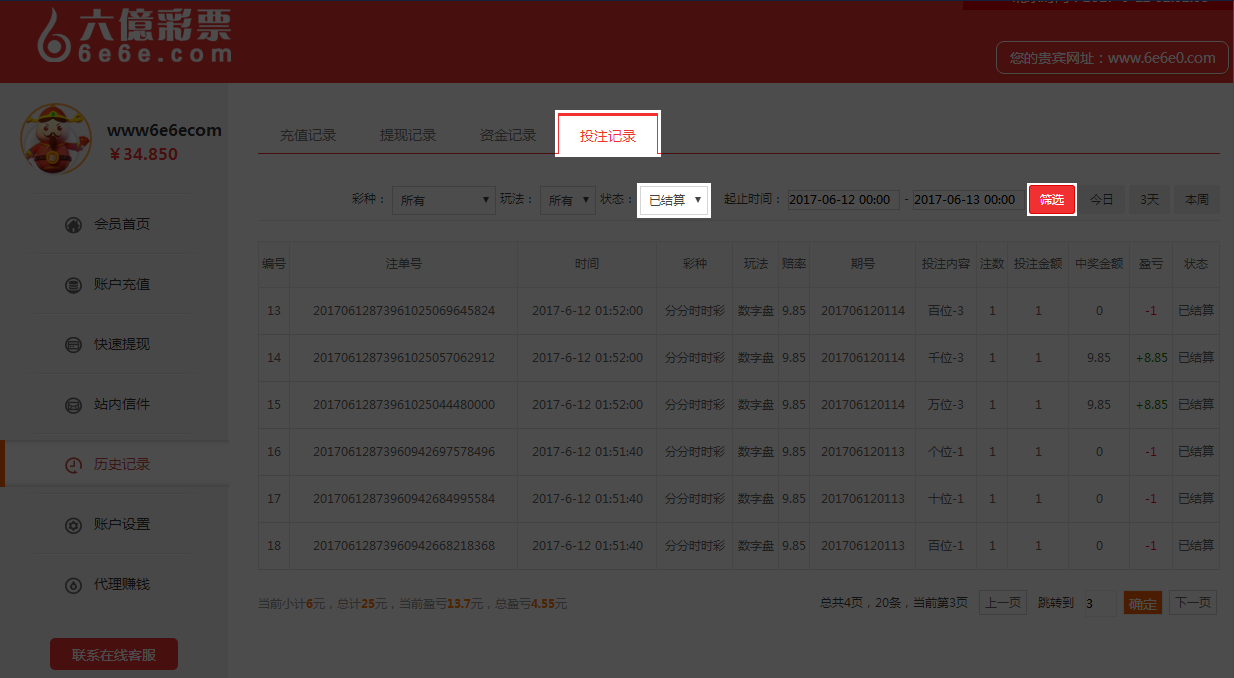 六億彩票
6e6e.com
您的贵宾网址：www.6e6e0.com
www6e6ecom
￥34.850
会员首页
账户充值
快速提现
站内信件
历史记录
账户设置
代理赚钱
联系在线客服
充值记录 提现记录 资金记录 投注记录
彩种： 所有 玩法： 所有 状态： 已结算 起止时间： 2017-06-12 00:00 - 2017-06-13 00:00 筛选 今日 3天 本周
编号 注单号 时间 彩种 玩法 赔率 期号 投注内容 注数 投注金额 中奖金额 盈亏 状态
13 20170612873961025069645824 2017-6-12 01:52:00 分分时时彩 数字盘 9.85 201706120114 百位-3 1 1 0 -1 已结算
14 20170612873961025057062912 2017-6-12 01:52:00 分分时时彩 数字盘 9.85 201706120114 千位-3 1 1 9.85 +8.85 已结算
15 20170612873961025044480000 2017-6-12 01:52:00 分分时时彩 数字盘 9.85 201706120114 万位-3 1 1 9.85 +8.85 已结算
16 20170612873960942697578496 2017-6-12 01:51:40 分分时时彩 数字盘 9.85 201706120113 个位-1 1 1 0 -1 已结算
17 20170612873960942684995584 2017-6-12 01:51:40 分分时时彩 数字盘 9.85 201706120113 十位-1 1 1 0 -1 已结算
18 20170612873960942668218368 2017-6-12 01:51:40 分分时时彩 数字盘 9.85 201706120113 百位-1 1 1 0 -1 已结算
当前小计6元，总计25元，当前盈亏13.7元，总盈亏4.55元
总共4页，20条，当前第3页 上一页 跳转到 3 确定 下一页